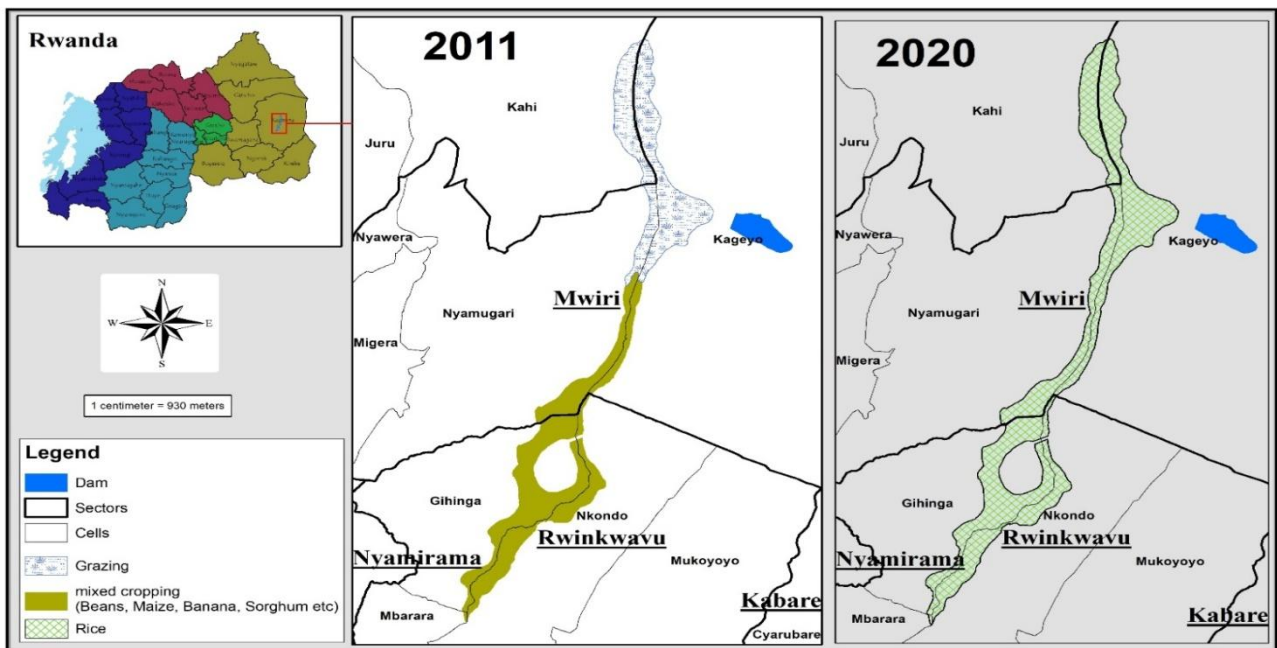 Rwanda
N
W
E
S
1 centimeter = 930 meters
Legend
Dam
Sectors
Cells
Grazing
mixed cropping
(Beans, Maize, Banana, Sorghum etc)
Rice
2011
Kahi
Juru
Nyawera
Kageyo
Mwiri
Nyamugari
Migera
Gihinga
Nkondo
Rwinkwavu
Nyamirama
Mukoyoyo
Kabare
Mbarara
Cyarubare
2020
Kahi
Juru
Nyawera
Kageyo
Mwiri
Nyamugari
Migera
Gihinga
Nkondo
Rwinkwavu
Nyamirama
Mukoyoyo
Mbarara
Kabare